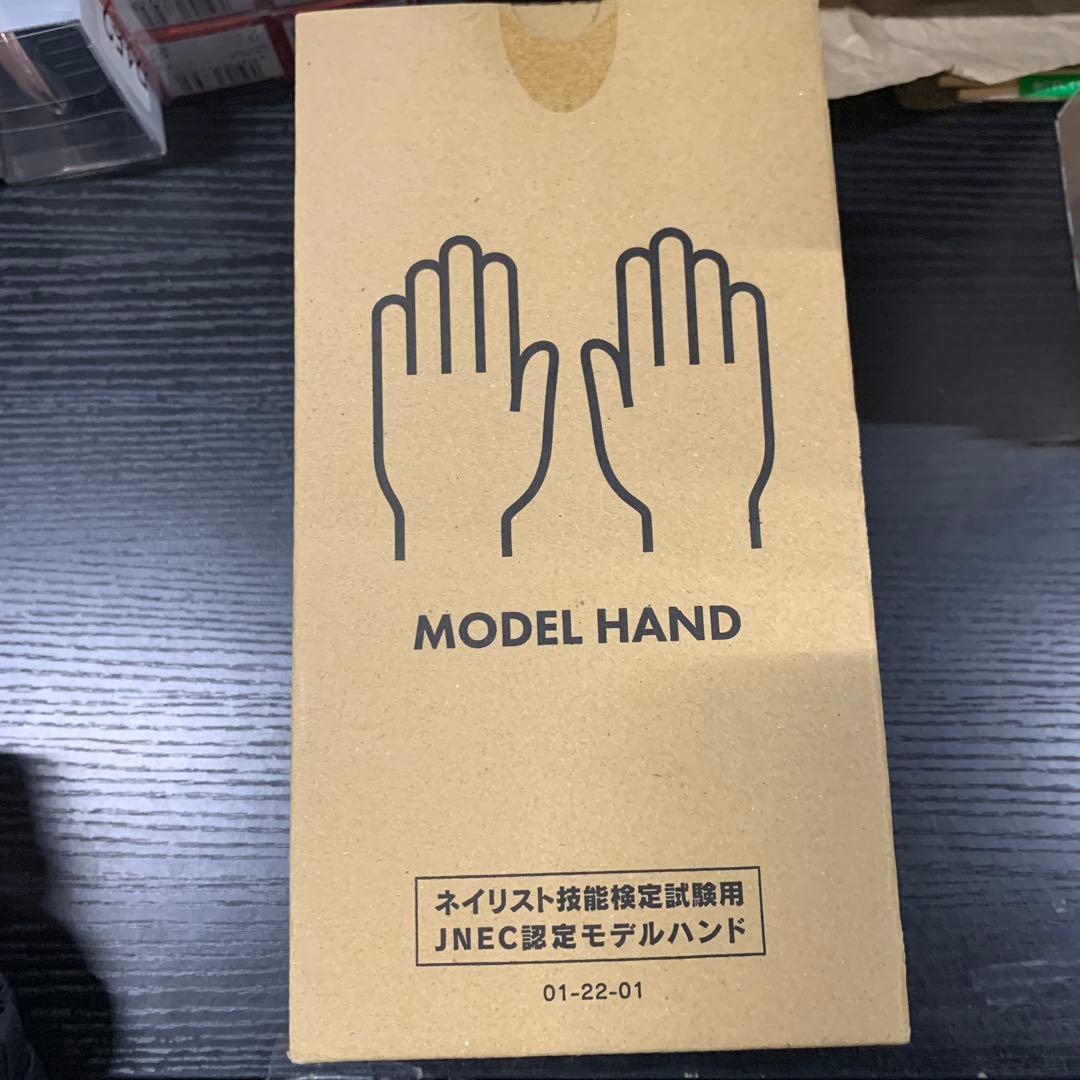 MODEL HAND
ネイリスト技能検定試験用
JNEC認定モデルハンド
01-22-01